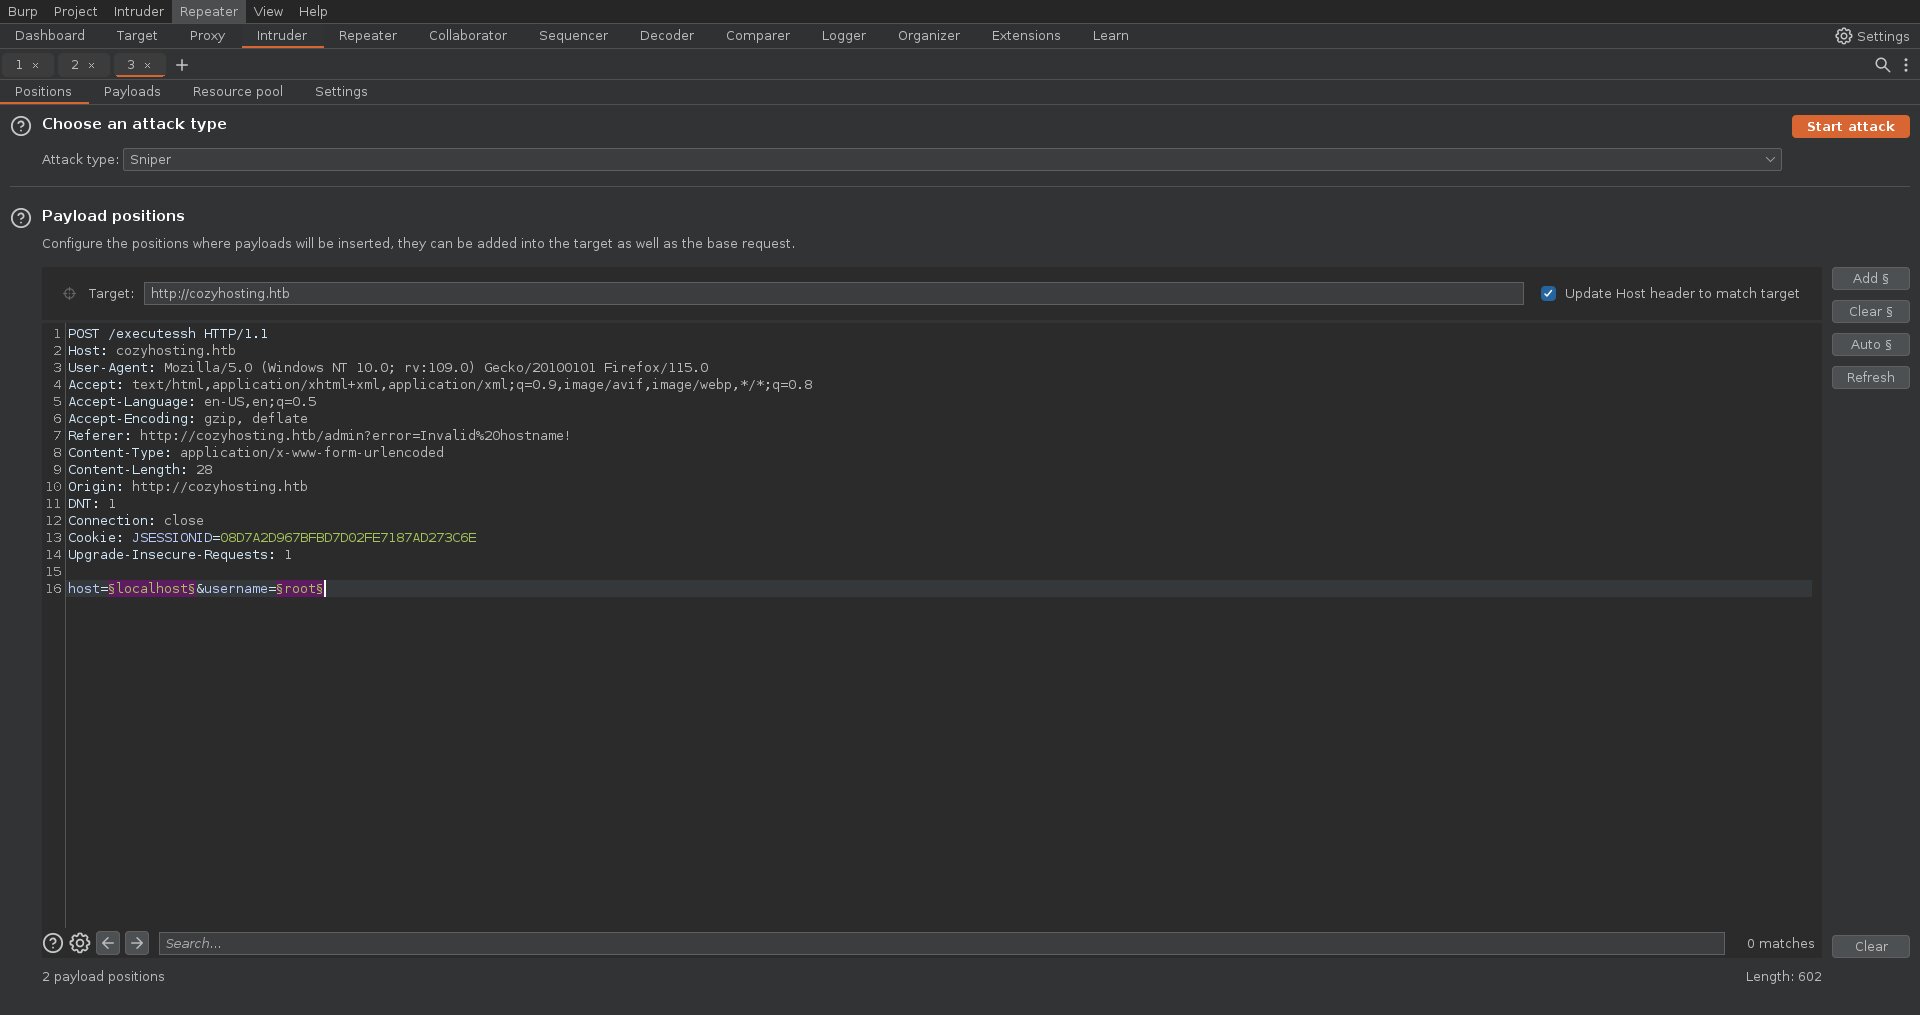 Burp Project Intruder Repeater View Help
Dashboard Target Proxy Intruder Repeater Collaborator Sequencer Decoder Comparer Logger Organizer Extensions Learn Settings
1 × 2 × 3 × +
Positions Payloads Resource pool Settings
? Choose an attack type Start attack
Attack type: Sniper
? Payload positions
Configure the positions where payloads will be inserted, they can be added into the target as well as the base request.
Target: http://cozyhosting.htb Update Host header to match target
Add §
Clear §
Auto §
Refresh
1 POST /executessh HTTP/1.1
2 Host: cozyhosting.htb
3 User-Agent: Mozilla/5.0 (Windows NT 10.0; rv:109.0) Gecko/20100101 Firefox/115.0
4 Accept: text/html,application/xhtml+xml,application/xml;q=0.9,image/avif,image/webp,*/*;q=0.8
5 Accept-Language: en-US,en;q=0.5
6 Accept-Encoding: gzip, deflate
7 Referer: http://cozyhosting.htb/admin?error=Invalid%20hostname!
8 Content-Type: application/x-www-form-urlencoded
9 Content-Length: 28
10 Origin: http://cozyhosting.htb
11 DNT: 1
12 Connection: close
13 Cookie: JSESSIONID=08D7A2D967BFBD7D02FE7187AD273C6E
14 Upgrade-Insecure-Requests: 1
15
16 host=§localhost§&username=§root§
? Search... 0 matches Clear
2 payload positions Length: 602